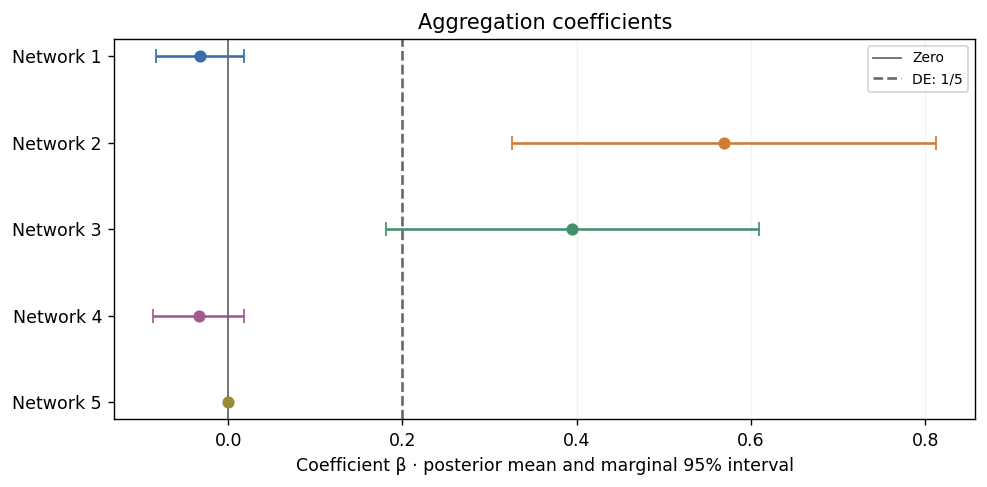 Aggregation coefficients
Network 1
Network 2
Network 3
Network 4
Network 5
Zero
DE: 1/5
0.0 0.2 0.4 0.6 0.8
Coefficient β · posterior mean and marginal 95% interval